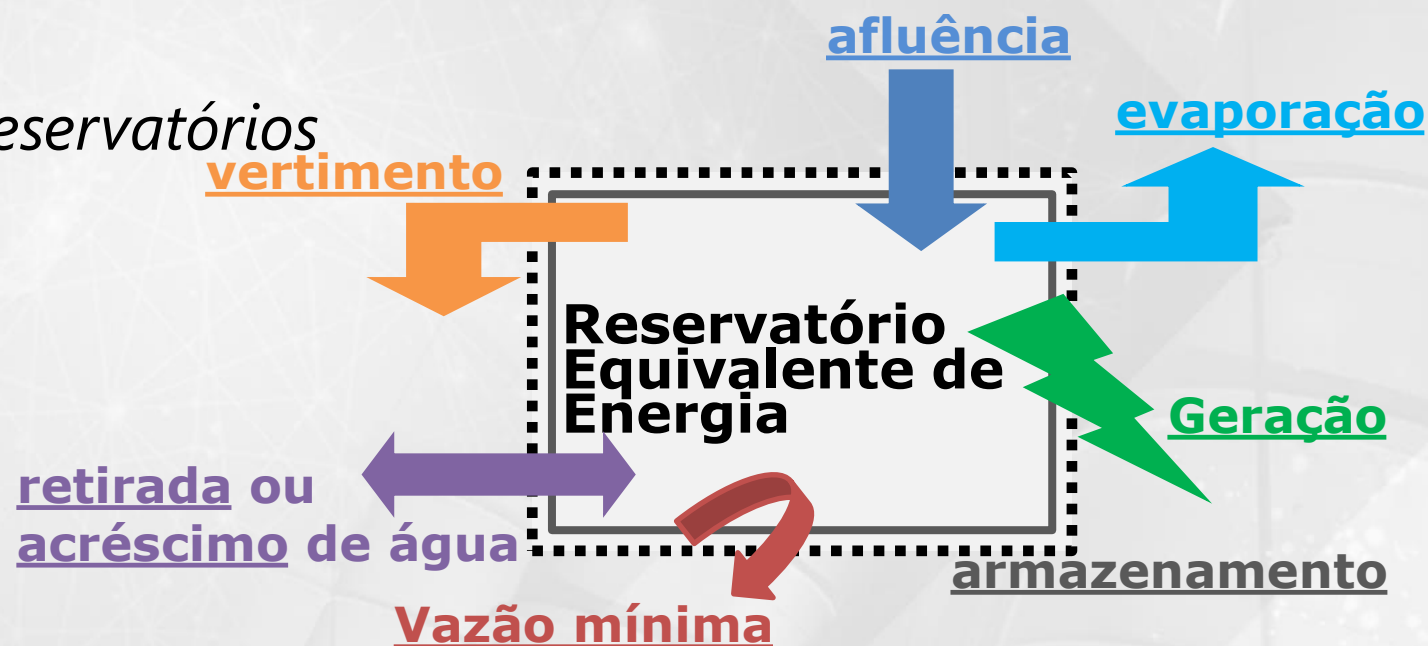 afluência
evaporação
eservatórios
vertimento
Reservatório
Equivalente de
Energia
Geração
retirada ou
acréscimo de água
armazenamento
Vazão mínima